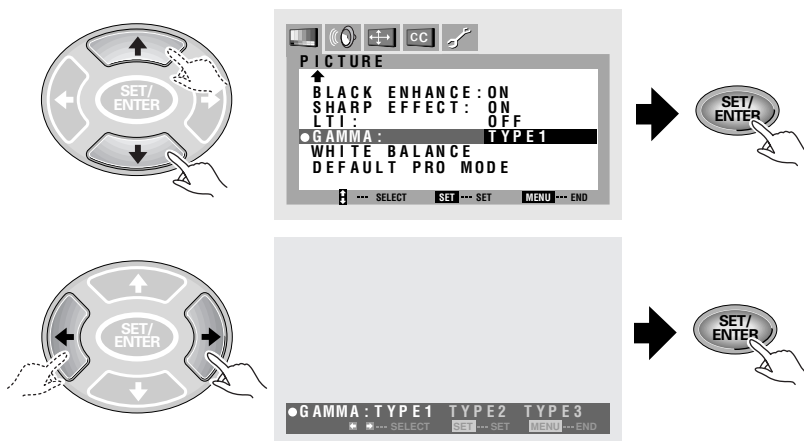 SET/
ENTER
CC
PICTURE
BLACK ENHANCE: ON
SHARP EFFECT: ON
LTI: OFF
●GAMMA: TYPE1
WHITE BALANCE
DEFAULT PRO MODE
--- SELECT SET --- SET MENU --- END
SET/
ENTER
SET/
ENTER
●GAMMA:TYPE1 TYPE2 TYPE3
--- SELECT SET --- SET MENU --- END
SET/
ENTER